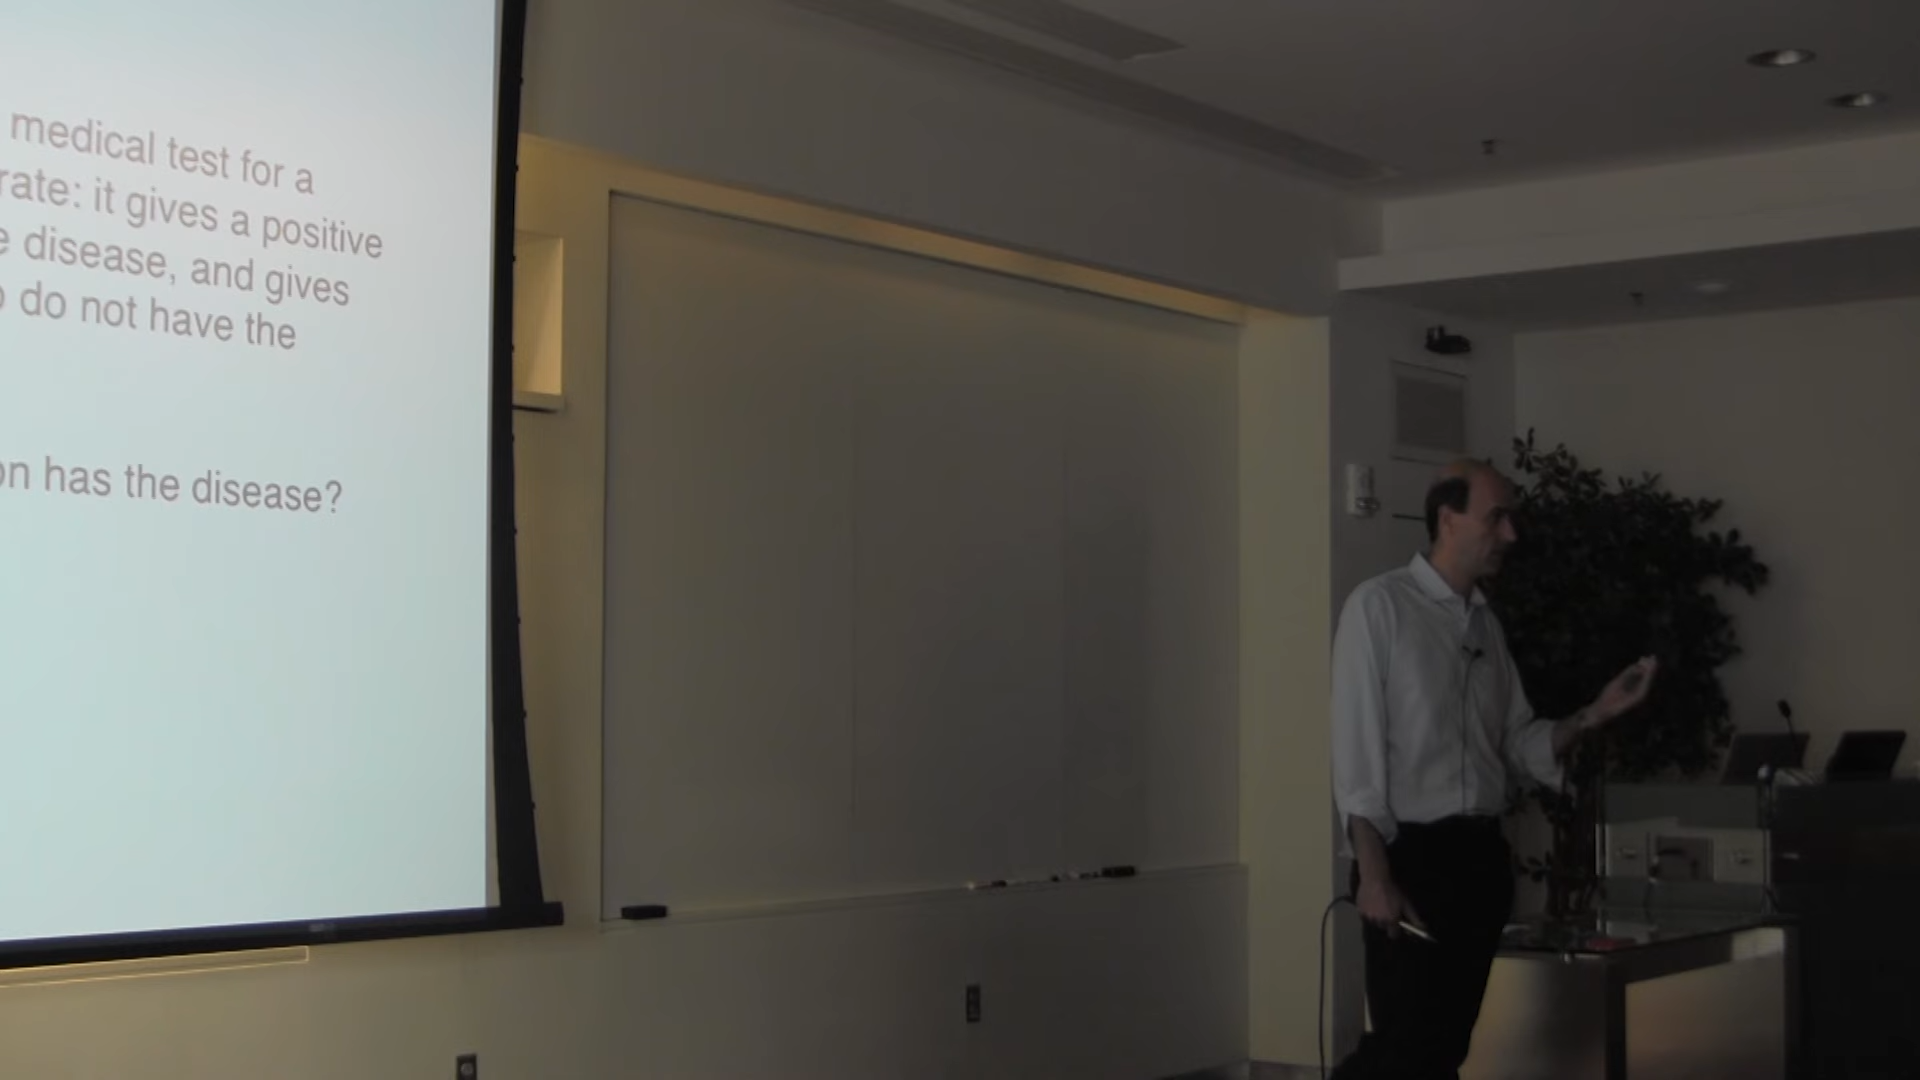 medical test for a
rate: it gives a positive
disease, and gives
do not have the
on has the disease?